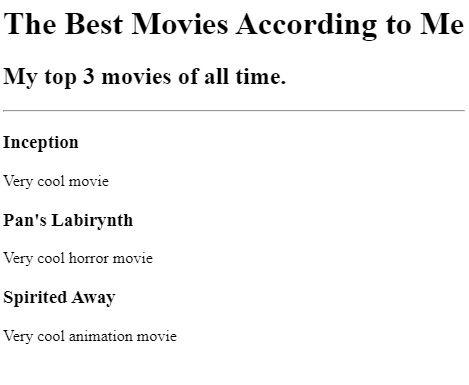 The Best Movies According to Me
My top 3 movies of all time.
Inception
Very cool movie
Pan's Labirynth
Very cool horror movie
Spirited Away
Very cool animation movie